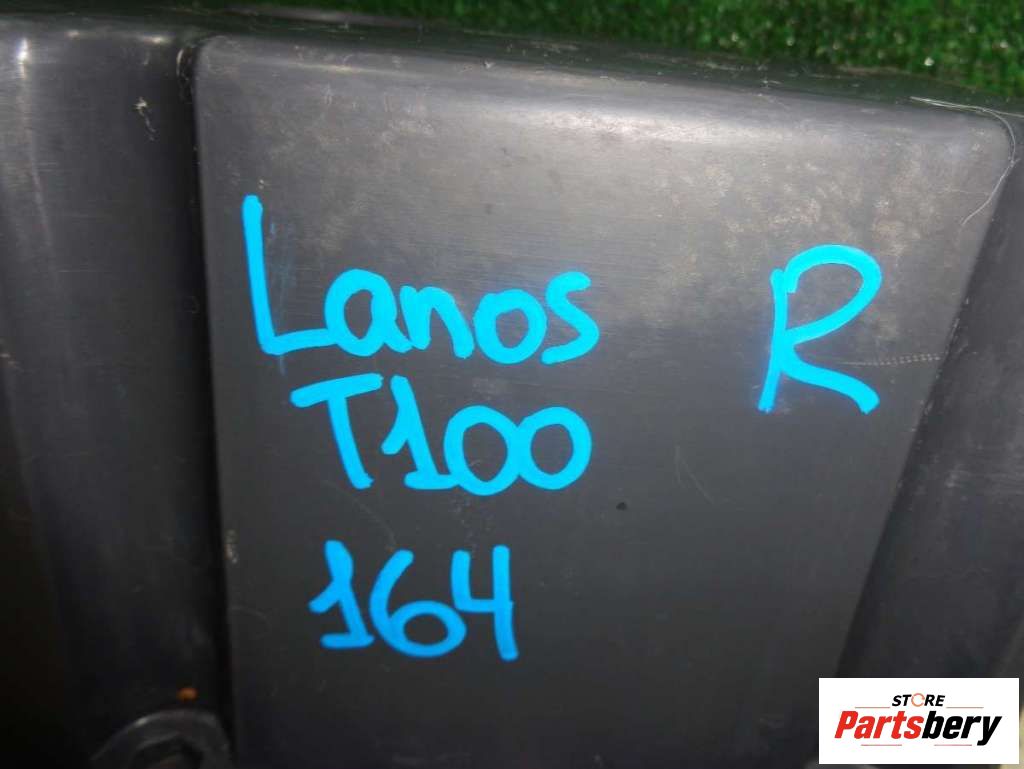 Lanos R
T100
164
STORE
Partsbery